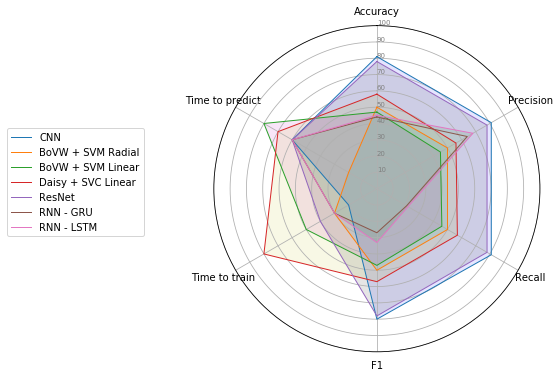 Accuracy
100
90
80
70
60
50
40
30
20
10
Time to predict
Precision
CNN
BoVW + SVM Radial
BoVW + SVM Linear
Daisy + SVC Linear
ResNet
RNN - GRU
RNN - LSTM
Time to train
Recall
F1